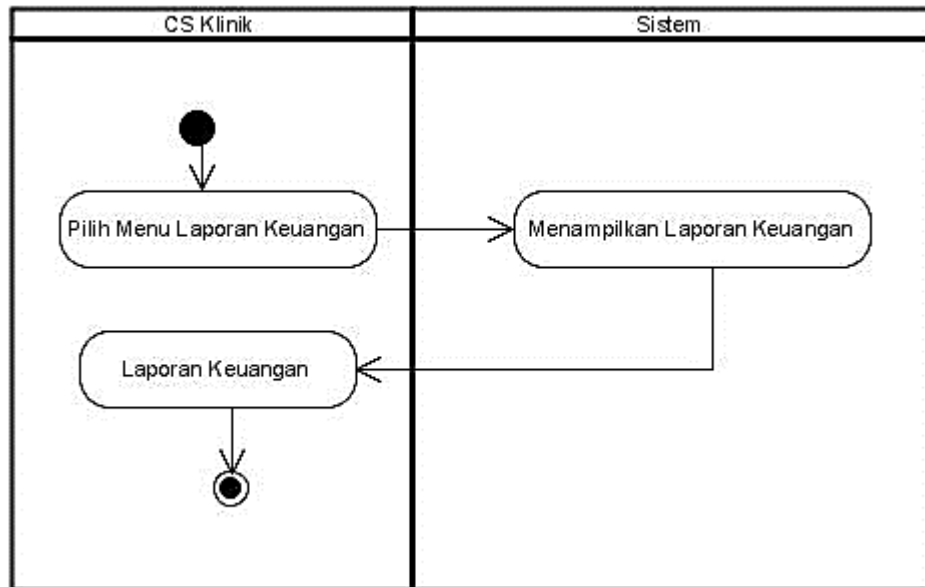 CS Klinik
Sistem
Pilih Menu Laporan Keuangan
Menampilkan Laporan Keuangan
Laporan Keuangan